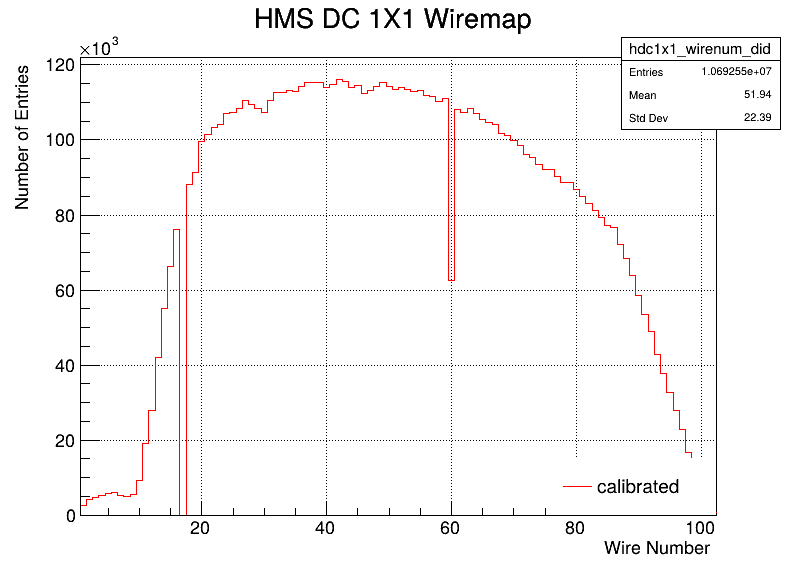 HMS DC 1X1 Wiremap
×10³
hdc1x1_wirenum_did
Entries 1.069255e+07
Mean 51.94
Std Dev 22.39
Number of Entries
120
100
80
60
40
20
0
calibrated
20 40 60 80 100
Wire Number